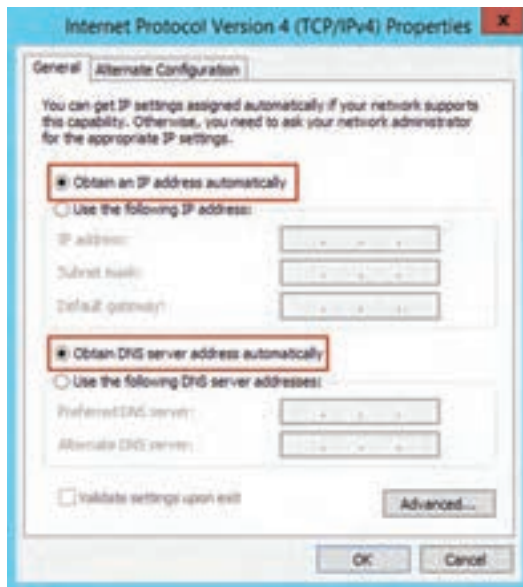 Internet Protocol Version 4 (TCP/IPv4) Properties
x
General
Alternate Configuration
You can get IP settings assigned automatically if your network supports
this capability. Otherwise, you need to ask your network administrator
for the appropriate IP settings.
Obtain an IP address automatically
Use the following IP address:
IP address:
Subnet mask:
Default gateway:
Obtain DNS server address automatically
Use the following DNS server addresses:
Preferred DNS server:
Alternate DNS server:
Validate settings upon exit
Advanced...
OK
Cancel